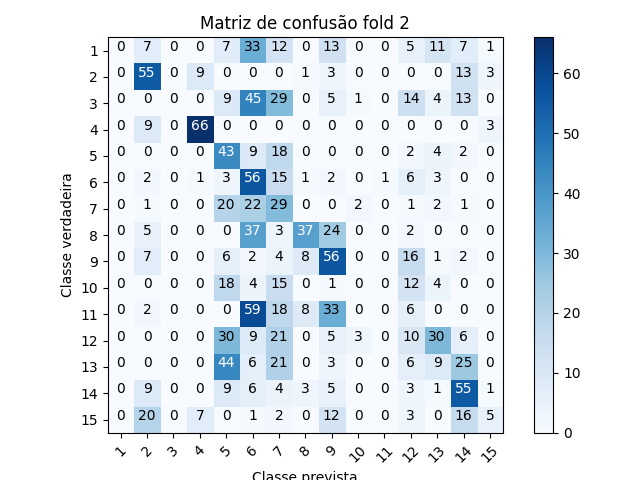 Matriz de confusão fold 2
1 0 7 0 0 7 33 12 0 13 0 0 5 11 7 1
2 0 55 0 9 0 0 0 1 3 0 0 0 0 13 3
3 0 0 0 0 9 45 29 0 5 1 0 14 4 13 0
4 0 9 0 66 0 0 0 0 0 0 0 0 0 0 3
5 0 0 0 0 43 9 18 0 0 0 0 2 4 2 0
6 0 2 0 1 3 56 15 1 2 0 1 6 3 0 0
7 0 1 0 0 20 22 29 0 0 2 0 1 2 1 0
8 0 5 0 0 0 37 3 37 24 0 0 2 0 0 0
9 0 7 0 0 6 2 4 8 56 0 0 16 1 2 0
10 0 0 0 0 18 4 15 0 1 0 0 12 4 0 0
11 0 2 0 0 0 59 18 8 33 0 0 6 0 0 0
12 0 0 0 0 30 9 21 0 5 3 0 10 30 6 0
13 0 0 0 0 44 6 21 0 3 0 0 6 9 25 0
14 0 9 0 0 9 6 4 3 5 0 0 3 1 55 1
15 0 20 0 7 0 1 2 0 12 0 0 3 0 16 5
1 2 3 4 5 6 7 8 9 10 11 12 13 14 15
Classe prevista
Classe verdadeira
60
50
40
30
20
10
0